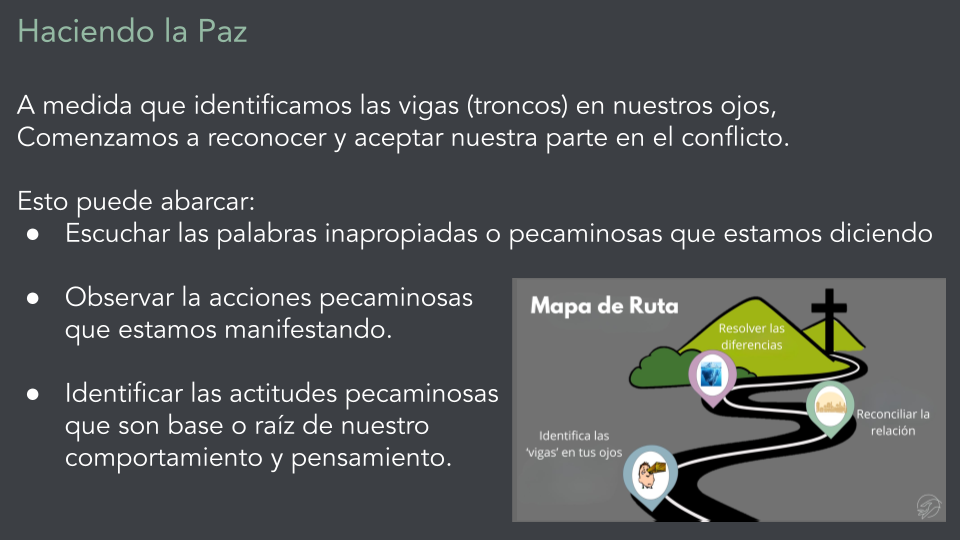 Haciendo la Paz
A medida que identificamos las vigas (troncos) en nuestros ojos,
Comenzamos a reconocer y aceptar nuestra parte en el conflicto.
Esto puede abarcar:
● Escuchar las palabras inapropiadas o pecaminosas que estamos diciendo
● Observar la acciones pecaminosas
que estamos manifestando.
● Identificar las actitudes pecaminosas
que son base o raíz de nuestro
comportamiento y pensamiento.
Mapa de Ruta
Resolver las
diferencias
Reconciliar la
relación
Identifica las
'vigas' en tus ojos